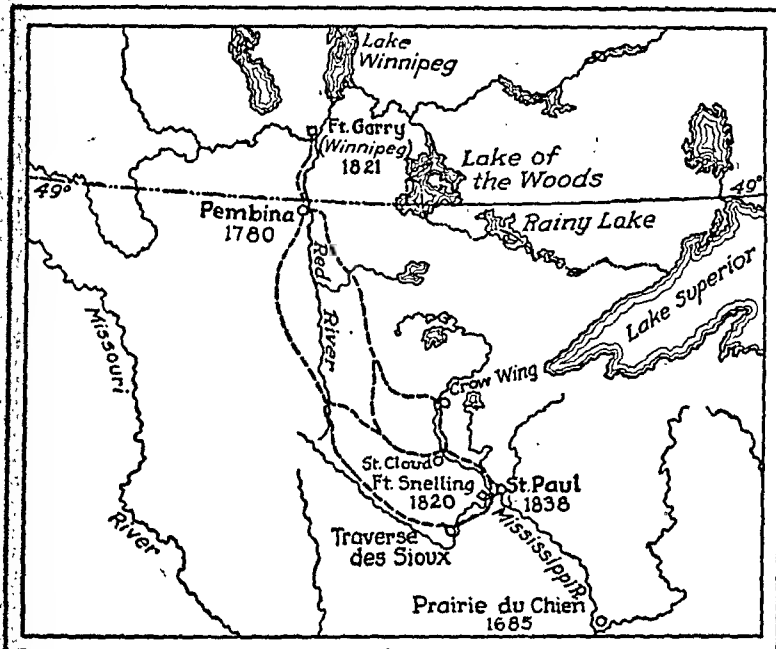 Lake
Winnipeg
Ft. Garry
(Winnipeg)
1821
Lake of
the Woods
49°
49°
Pembina
1780
Rainy Lake
Red
River
Lake Superior
Missouri
River
Crow Wing
St. Cloud
Ft. Snelling
1820
St. Paul
1838
Traverse
des Sioux
Mississippi R.
Prairie du Chien
1685